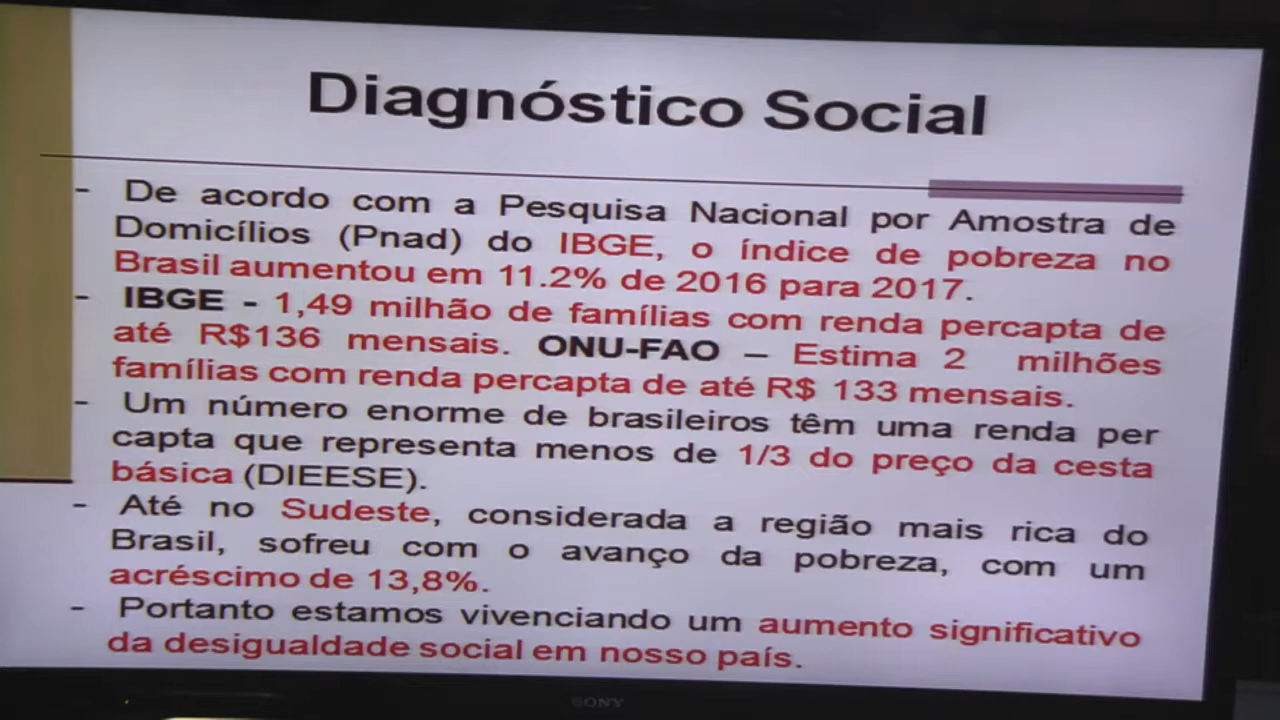 Diagnóstico Social
- De acordo com a Pesquisa Nacional por Amostra de
Domicílios (Pnad) do IBGE, o índice de pobreza no
Brasil aumentou em 11.2% de 2016 para 2017.
- IBGE - 1,49 milhão de famílias com renda percapta de
até R$136 mensais. ONU-FAO – Estima 2 milhões
famílias com renda percapta de até R$ 133 mensais.
- Um número enorme de brasileiros têm uma renda per
capta que representa menos de 1/3 do preço da cesta
básica (DIEESE).
- Até no Sudeste, considerada a região mais rica do
Brasil, sofreu com o avanço da pobreza, com um
acréscimo de 13,8%.
- Portanto estamos vivenciando um aumento significativo
da desigualdade social em nosso país.
SONY